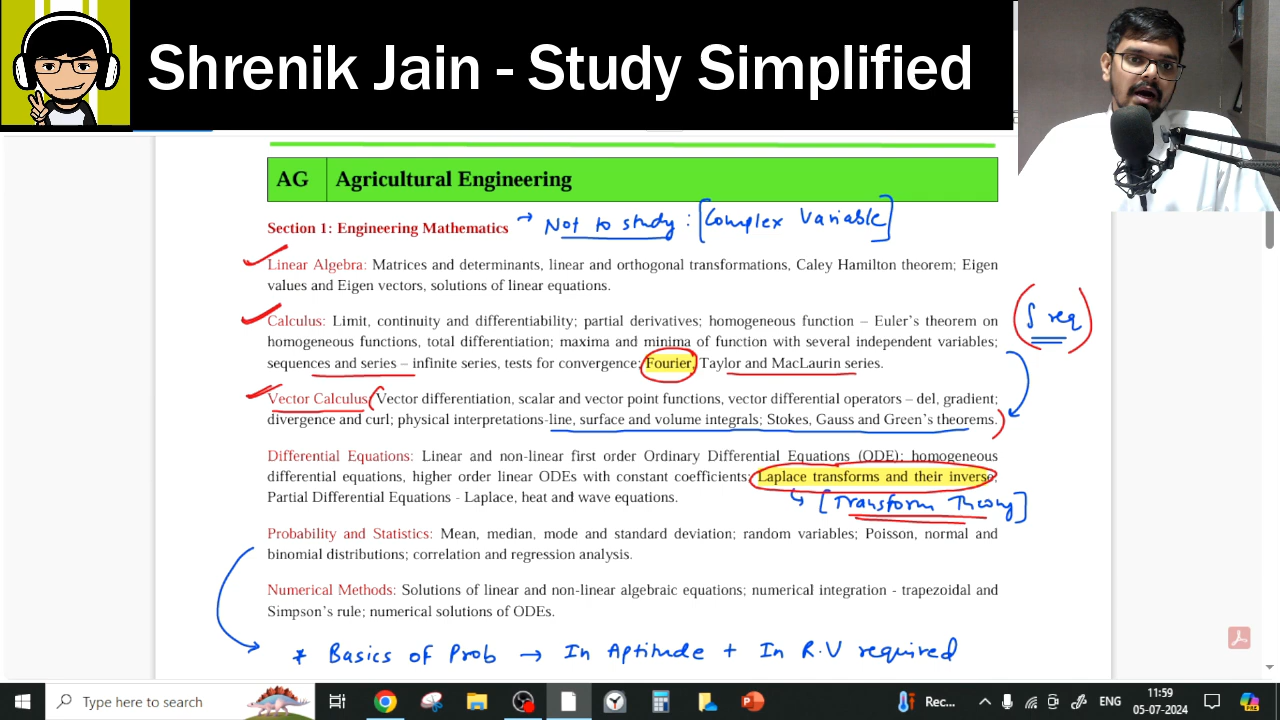 Shrenik Jain - Study Simplified
AG Agricultural Engineering
Section 1: Engineering Mathematics → Not to study : [Complex Variable]
Linear Algebra: Matrices and determinants, linear and orthogonal transformations, Caley Hamilton theorem; Eigen
values and Eigen vectors, solutions of linear equations.
Calculus: Limit, continuity and differentiability; partial derivatives; homogeneous function – Euler's theorem on
homogeneous functions, total differentiation; maxima and minima of function with several independent variables;
sequences and series – infinite series, tests for convergence; Fourier, Taylor and MacLaurin series.
(∫ req)
Vector Calculus: Vector differentiation, scalar and vector point functions, vector differential operators – del, gradient;
divergence and curl; physical interpretations-line, surface and volume integrals; Stokes, Gauss and Green's theorems.
Differential Equations: Linear and non-linear first order Ordinary Differential Equations (ODE); homogeneous
differential equations, higher order linear ODEs with constant coefficients; Laplace transforms and their inverse;
Partial Differential Equations - Laplace, heat and wave equations.
↳ [Transform Theory]
Probability and Statistics: Mean, median, mode and standard deviation; random variables; Poisson, normal and
binomial distributions; correlation and regression analysis.
Numerical Methods: Solutions of linear and non-linear algebraic equations; numerical integration - trapezoidal and
Simpson's rule; numerical solutions of ODEs.
* Basics of Prob → In Aptitude + In R.V required
Type here to search
Rec...
ENG
11:59
05-07-2024